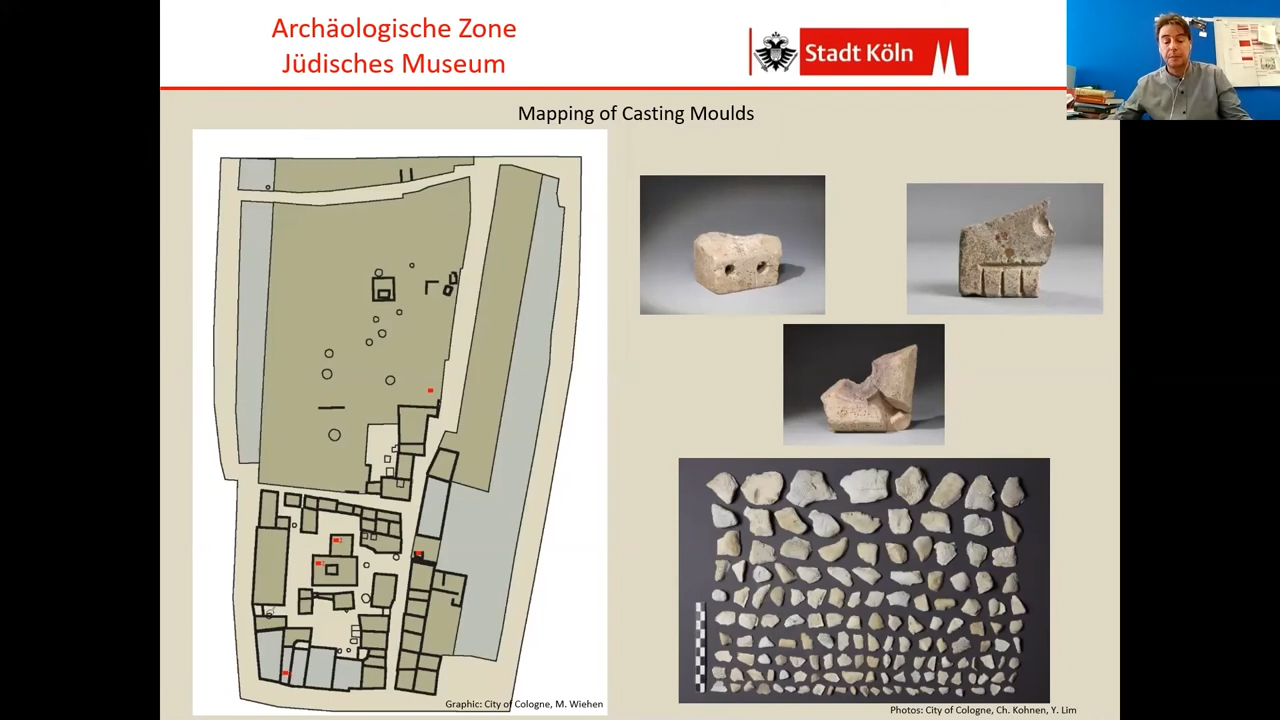 Archäologische Zone
Jüdisches Museum
Stadt Köln
Mapping of Casting Moulds
Graphic: City of Cologne, M. Wiehen
Photos: City of Cologne, Ch. Kohnen, Y. Lim